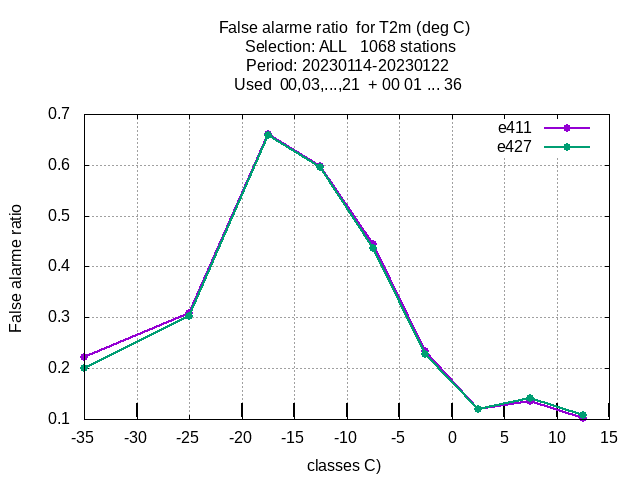 False alarme ratio  for T2m (deg C)
Selection: ALL   1068 stations
Period: 20230114-20230122
Used  00,03,...,21  + 00 01 ... 36
e411
e427
False alarme ratio
0.7
0.6
0.5
0.4
0.3
0.2
0.1
-35 -30 -25 -20 -15 -10 -5 0 5 10 15
classes C)